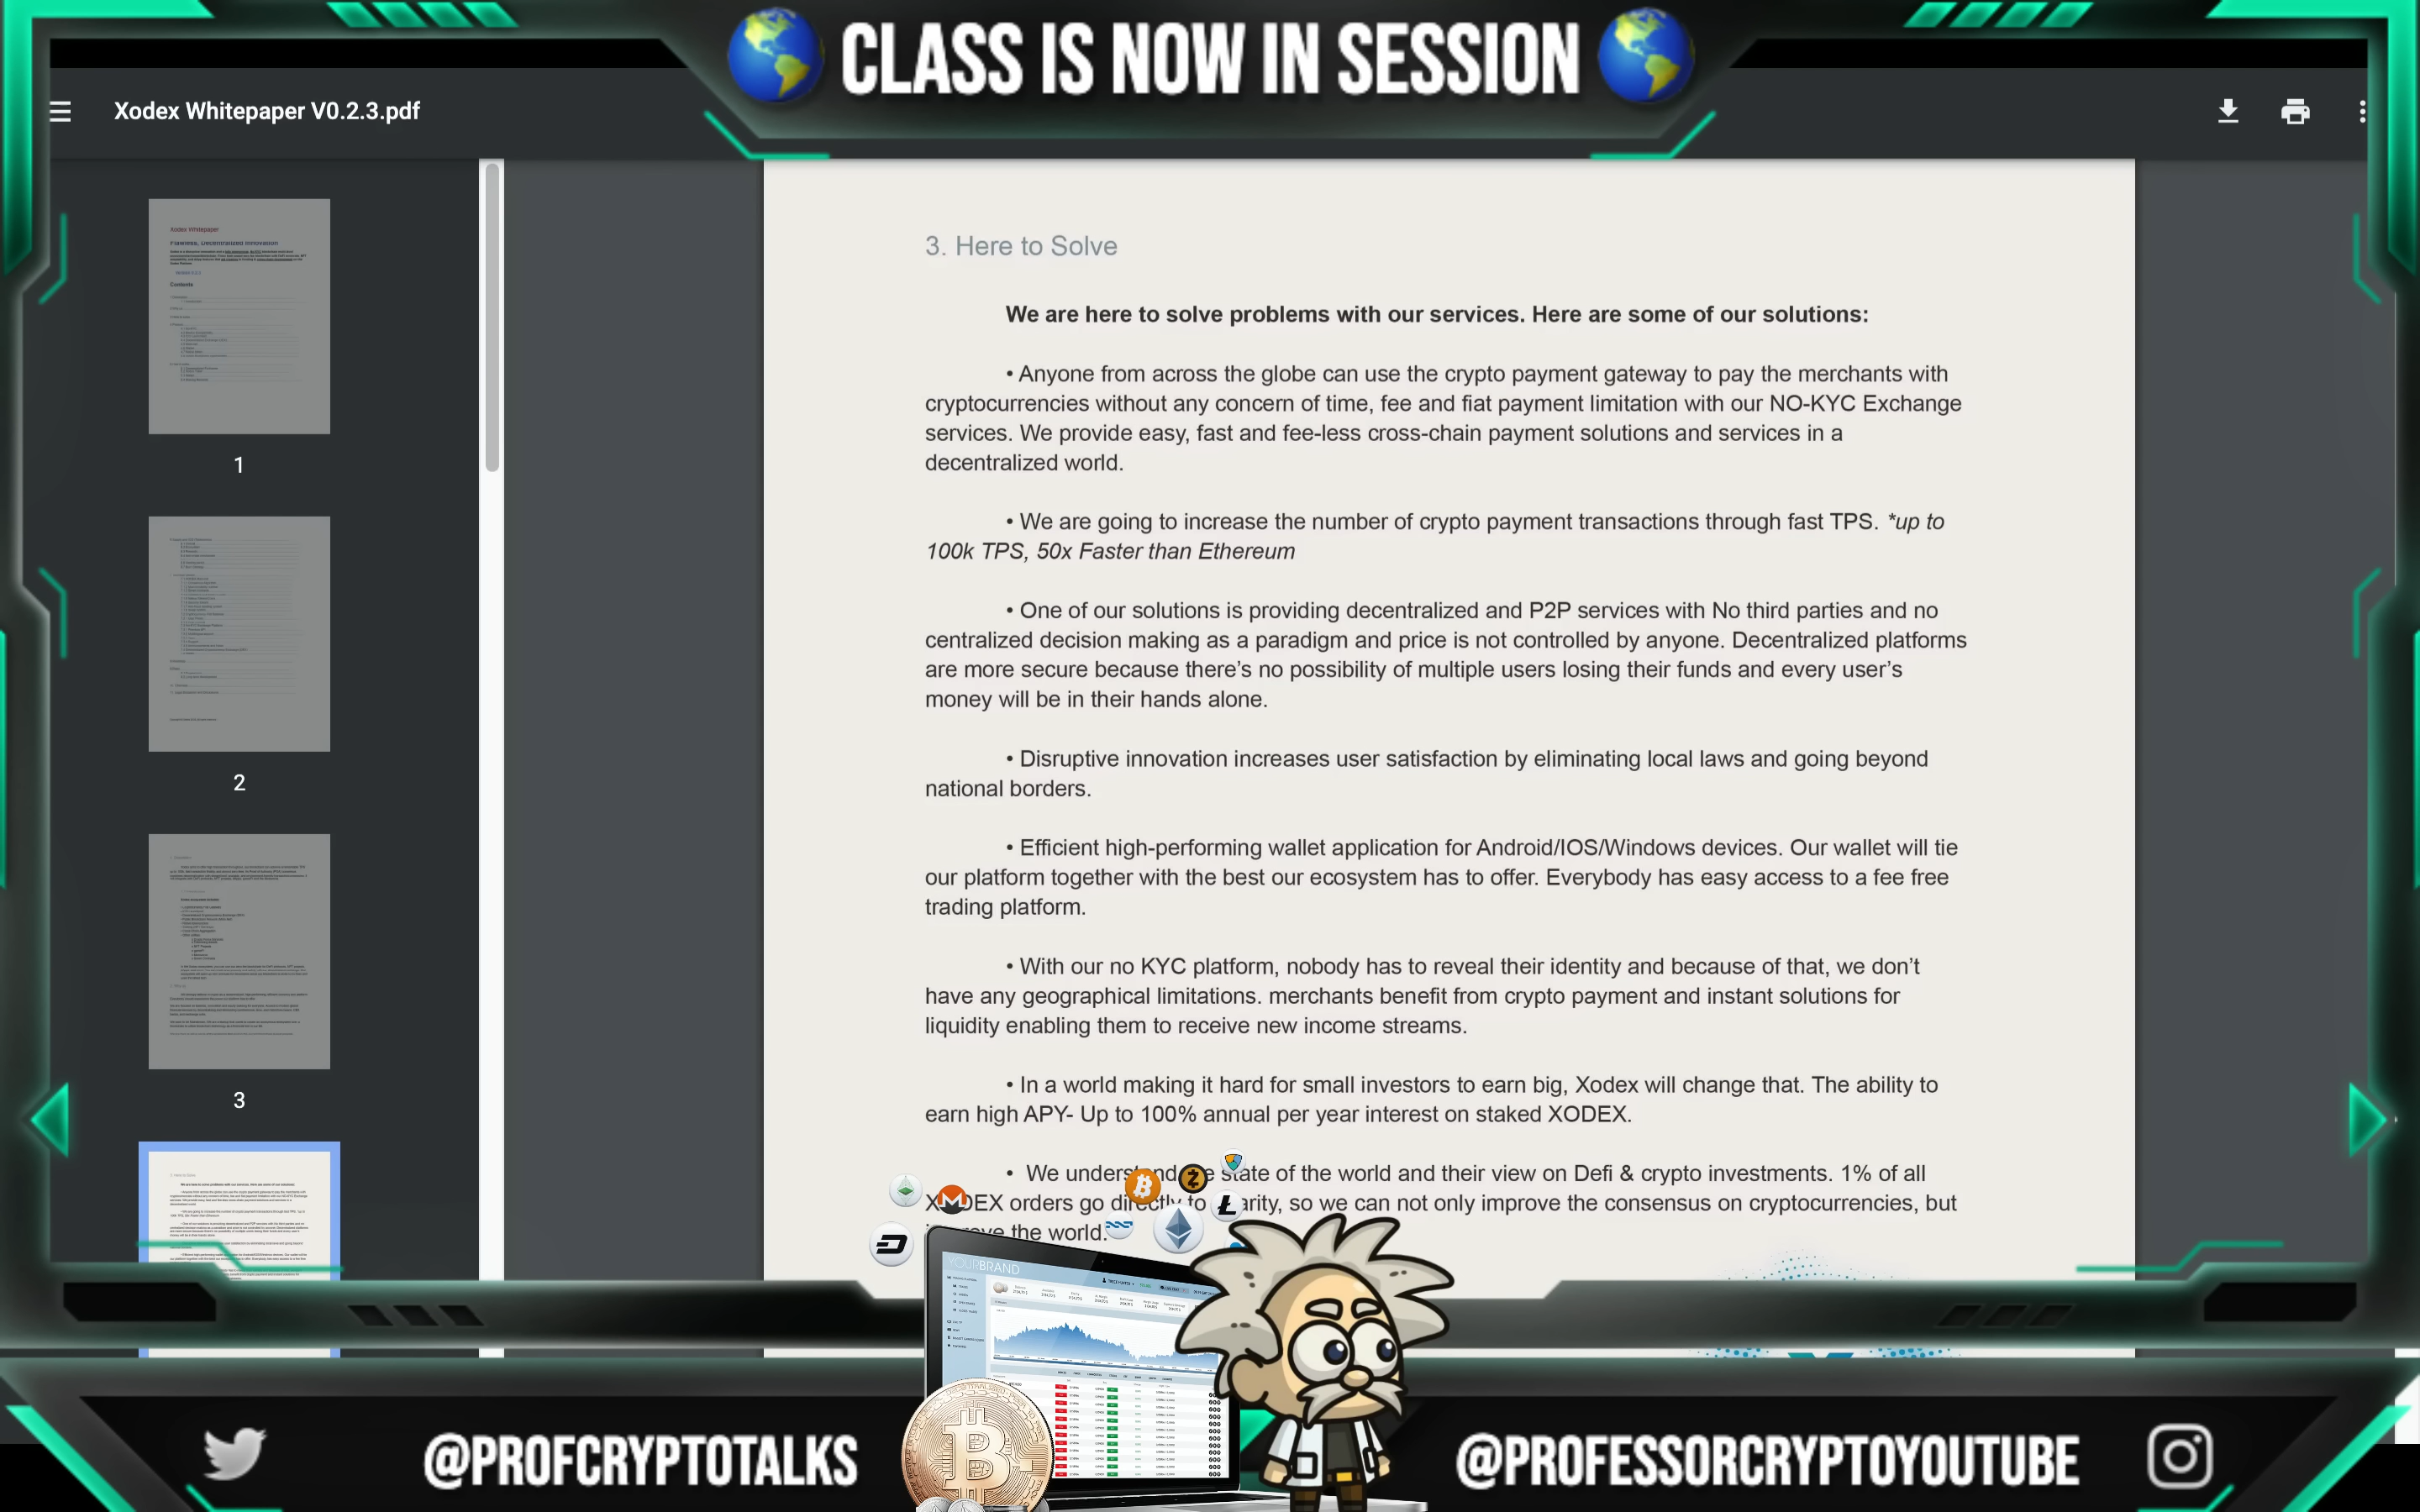 CLASS IS NOW IN SESSION
Xodex Whitepaper V0.2.3.pdf
Xodex Whitepaper
Contents
1
2
3
3. Here to Solve
We are here to solve problems with our services. Here are some of our solutions:
• Anyone from across the globe can use the crypto payment gateway to pay the merchants with
cryptocurrencies without any concern of time, fee and fiat payment limitation with our NO-KYC Exchange
services. We provide easy, fast and fee-less cross-chain payment solutions and services in a
decentralized world.
• We are going to increase the number of crypto payment transactions through fast TPS. *up to
100k TPS, 50x Faster than Ethereum
• One of our solutions is providing decentralized and P2P services with No third parties and no
centralized decision making as a paradigm and price is not controlled by anyone. Decentralized platforms
are more secure because there's no possibility of multiple users losing their funds and every user's
money will be in their hands alone.
• Disruptive innovation increases user satisfaction by eliminating local laws and going beyond
national borders.
• Efficient high-performing wallet application for Android/IOS/Windows devices. Our wallet will tie
our platform together with the best our ecosystem has to offer. Everybody has easy access to a fee free
trading platform.
• With our no KYC platform, nobody has to reveal their identity and because of that, we don't
have any geographical limitations. merchants benefit from crypto payment and instant solutions for
liquidity enabling them to receive new income streams.
• In a world making it hard for small investors to earn big, Xodex will change that. The ability to
earn high APY- Up to 100% annual per year interest on staked XODEX.
• We state of the world and their view on Defi & crypto investments. 1% of all
orders go to so we can not only improve the consensus on cryptocurrencies, but
the world.
YOURBRAND
@PROFCRYPTOTALKS
@PROFESSORCRYPTOYOUTUBE